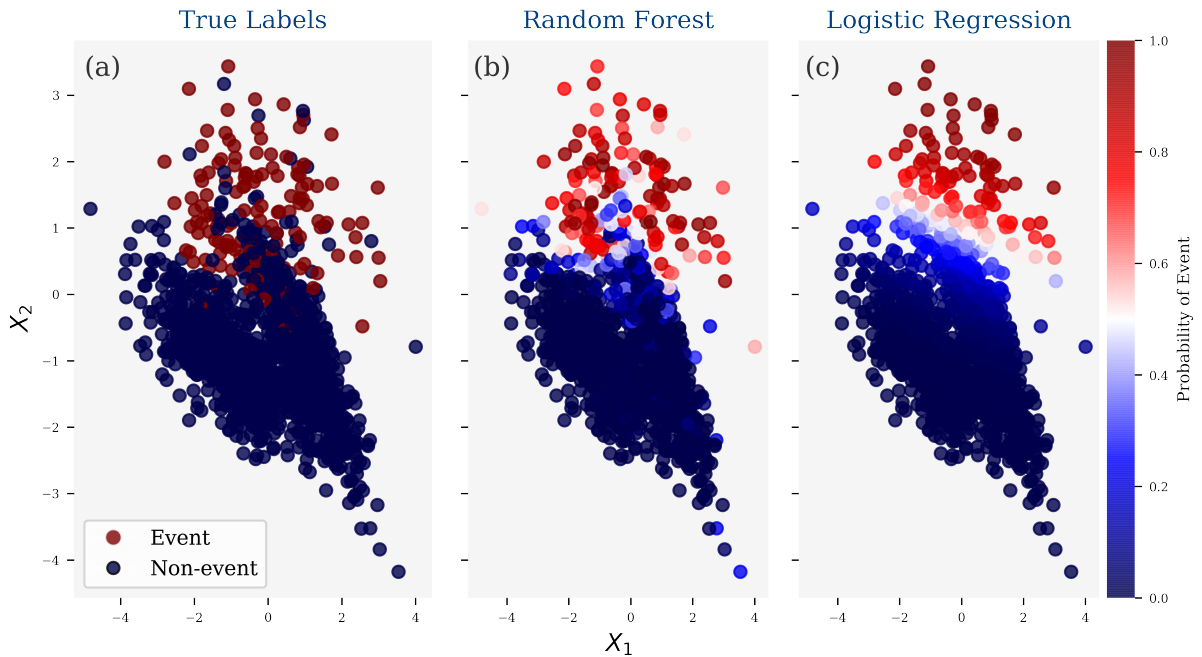 True Labels
Random Forest
Logistic Regression
(a)
(b)
(c)
3
2
1
0
−1
−2
−3
−4
X2
Event
Non-event
−4
−2
0
2
4
−4
−2
0
2
4
−4
−2
0
2
4
X1
1.0
0.8
0.6
0.4
0.2
0.0
Probability of Event